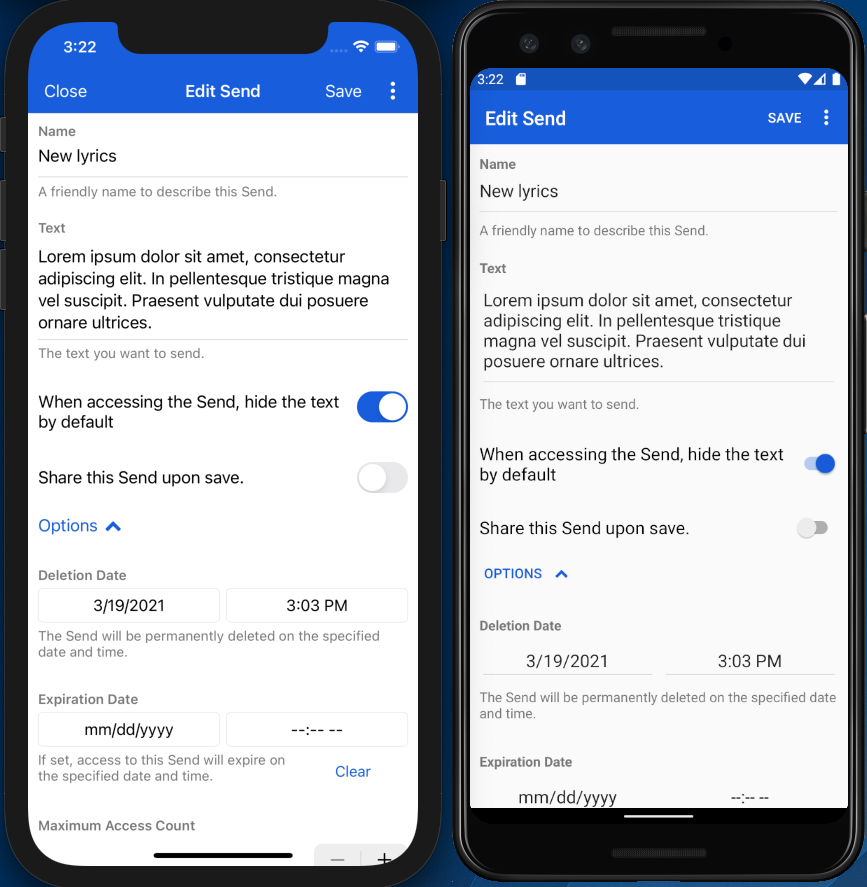 3:22
Close Edit Send Save
Name
New lyrics
A friendly name to describe this Send.
Text
Lorem ipsum dolor sit amet, consectetur
adipiscing elit. In pellentesque tristique magna
vel suscipit. Praesent vulputate dui posuere
ornare ultrices.
The text you want to send.
When accessing the Send, hide the text
by default
Share this Send upon save.
Options
Deletion Date
3/19/2021 3:03 PM
The Send will be permanently deleted on the specified
date and time.
Expiration Date
mm/dd/yyyy --:-- --
If set, access to this Send will expire on
the specified date and time.
Clear
Maximum Access Count
− +
3:22
Edit Send SAVE
Name
New lyrics
A friendly name to describe this Send.
Text
Lorem ipsum dolor sit amet, consectetur
adipiscing elit. In pellentesque tristique
magna vel suscipit. Praesent vulputate dui
posuere ornare ultrices.
The text you want to send.
When accessing the Send, hide the text
by default
Share this Send upon save.
OPTIONS
Deletion Date
3/19/2021 3:03 PM
The Send will be permanently deleted on the specified date
and time.
Expiration Date
mm/dd/yyyy --:-- --